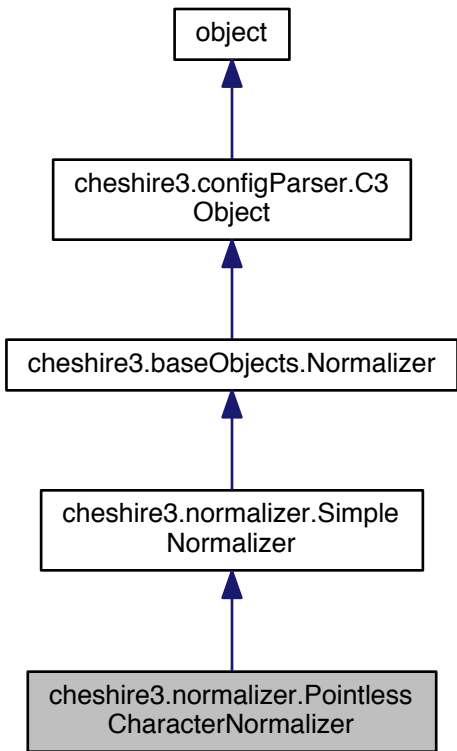 object
cheshire3.configParser.C3
Object
cheshire3.baseObjects.Normalizer
cheshire3.normalizer.Simple
Normalizer
cheshire3.normalizer.Pointless
CharacterNormalizer